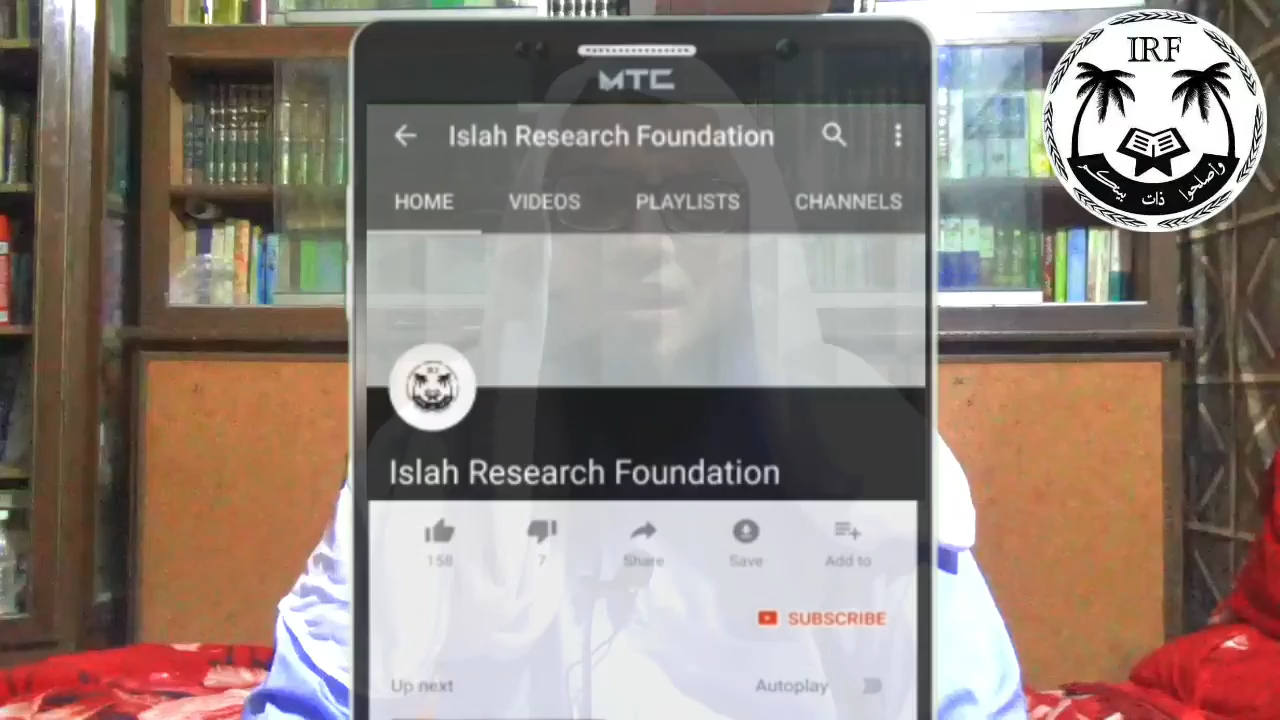 IRF
وأصلحوا ذات بينكم
MTC
Islah Research Foundation
HOME VIDEOS PLAYLISTS CHANNELS
Islah Research Foundation
158 7 Share Save Add to
SUBSCRIBE
Up next Autoplay